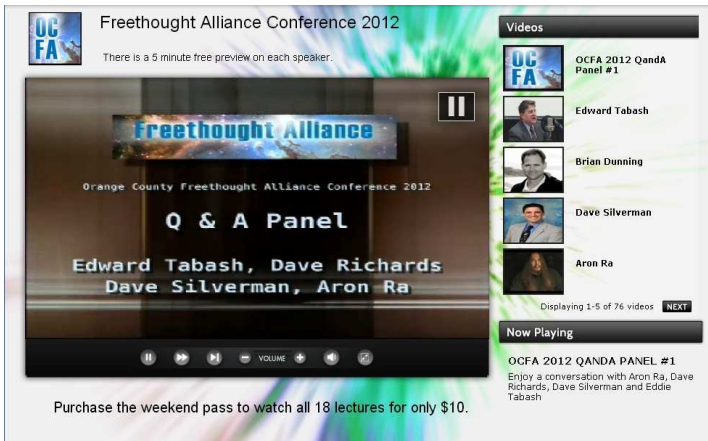 OC
FA
Freethought Alliance Conference 2012
There is a 5 minute free preview on each speaker.
Freethought Alliance
Orange County Freethought Alliance Conference 2012
Q & A Panel
Edward Tabash, Dave Richards
Dave Silverman, Aron Ra
VOLUME
Purchase the weekend pass to watch all 18 lectures for only $10.
Videos
OC
FA
OCFA 2012 QandA
Panel #1
Edward Tabash
Brian Dunning
Dave Silverman
Aron Ra
Displaying 1-5 of 76 videos NEXT
Now Playing
OCFA 2012 QANDA PANEL #1
Enjoy a conversation with Aron Ra, Dave
Richards, Dave Silverman and Eddie
Tabash